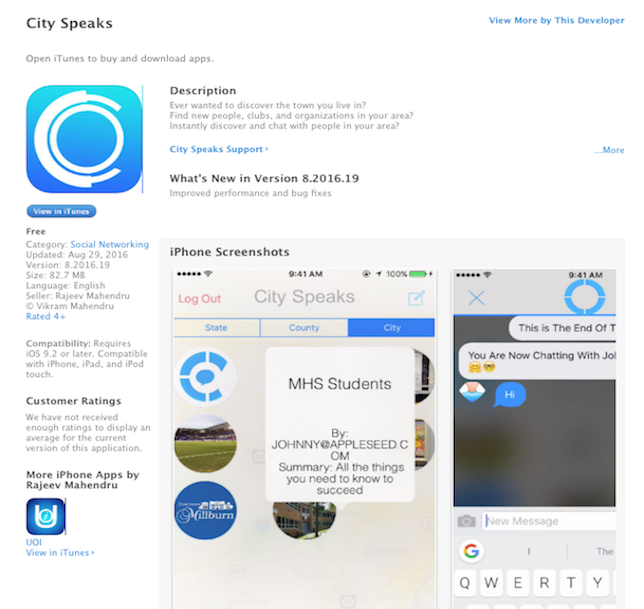 City Speaks
View More by This Developer
Open iTunes to buy and download apps.
Description
Ever wanted to discover the town you live in?
Find new people, clubs, and organizations in your area?
Instantly discover and chat with people in your area?
City Speaks Support
...More
What's New in Version 8.2016.19
Improved performance and bug fixes
View in iTunes
Free
Category: Social Networking
Updated: Aug 29, 2016
Version: 8.2016.19
Size: 82.7 MB
Language: English
Seller: Rajeev Mahendru
© Vikram Mahendru
Rated 4+
Compatibility: Requires
iOS 9.2 or later. Compatible
with iPhone, iPad, and iPod
touch.
Customer Ratings
We have not received
enough ratings to display an
average for the current
version of this application.
More iPhone Apps by
Rajeev Mahendru
UOI
View in iTunes
iPhone Screenshots
9:41 AM
100%
Log Out
City Speaks
State
County
City
MHS Students
By:
JOHNNY@APPLESEED.C
OM
Summary: All the things
you need to know to
succeed
Millburn
9:41 AM
This is The End Of T
You Are Now Chatting With Jo
Hi
New Message
G
I
The
Q W E R T Y